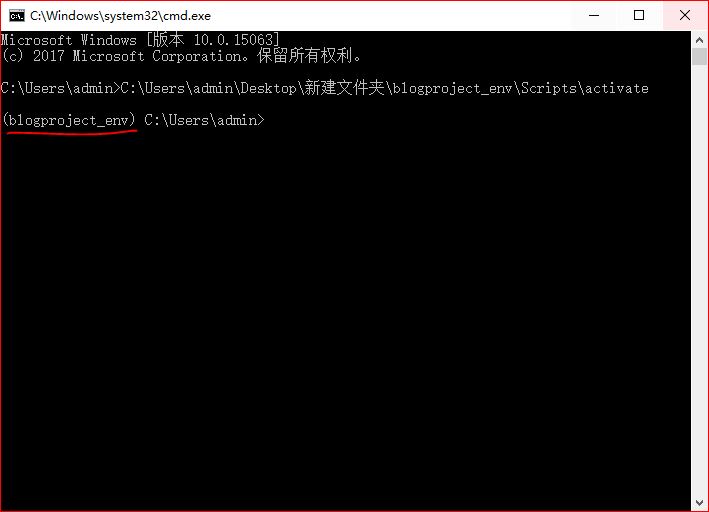 C:\Windows\system32\cmd.exe
Microsoft Windows [版本 10.0.15063]
(c) 2017 Microsoft Corporation。保留所有权利。
C:\Users\admin>C:\Users\admin\Desktop\新建文件夹\blogproject_env\Scripts\activate
(blogproject_env) C:\Users\admin>